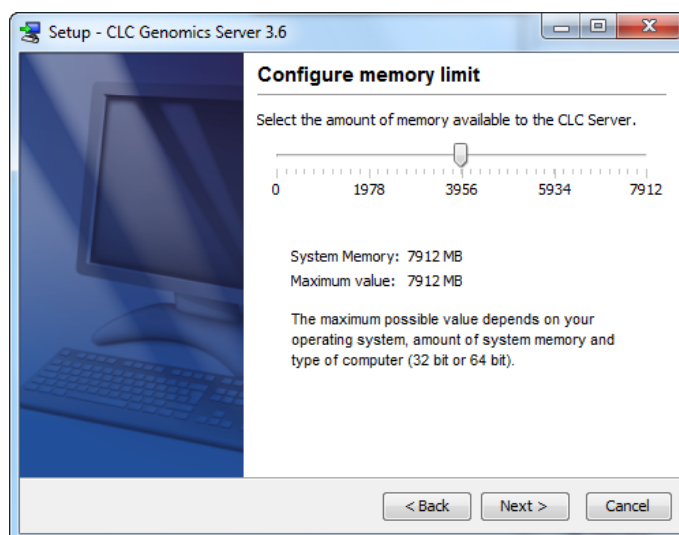 Setup - CLC Genomics Server 3.6
Configure memory limit
Select the amount of memory available to the CLC Server.
0 1978 3956 5934 7912
System Memory: 7912 MB
Maximum value: 7912 MB
The maximum possible value depends on your
operating system, amount of system memory and
type of computer (32 bit or 64 bit).
< Back Next > Cancel